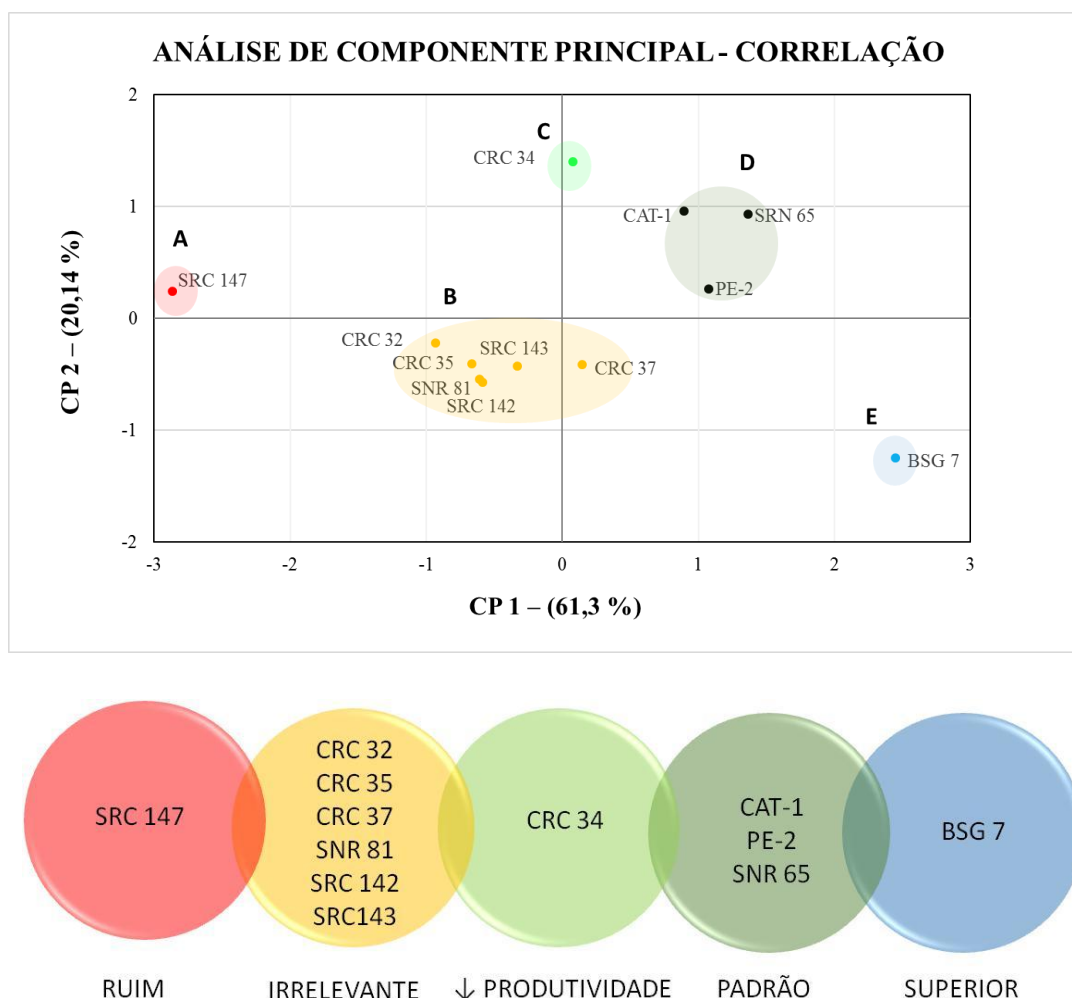 ANÁLISE DE COMPONENTE PRINCIPAL - CORRELAÇÃO
2
C
CRC 34
D
1
CAT-1
SRN 65
A
SRC 147
PE-2
B
0
CRC 32
SRC 143
CRC 35
CRC 37
SNR 81
SRC 142
-1
E
BSG 7
-2
-3
-2
-1
0
1
2
3
CP 2 – (20,14 %)
CP 1 – (61,3 %)
SRC 147
CRC 32
CRC 35
CRC 37
SNR 81
SRC 142
SRC143
CRC 34
CAT-1
PE-2
SNR 65
BSG 7
RUIM
IRRELEVANTE
↓ PRODUTIVIDADE
PADRÃO
SUPERIOR